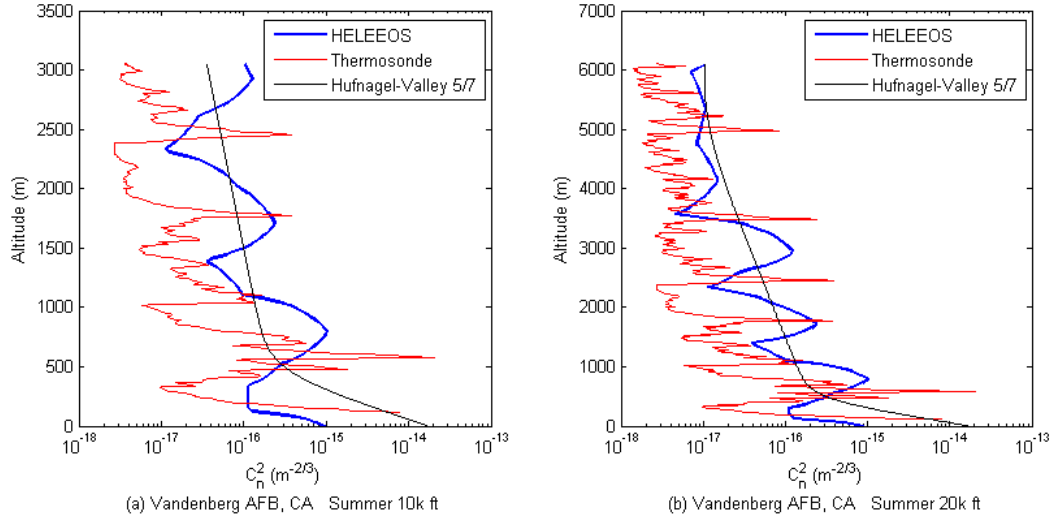 HELEEOS
Thermosonde
Hufnagel-Valley 5/7
3500
3000
2500
2000
1500
1000
500
0
Altitude (m)
10^-18
10^-17
10^-16
10^-15
10^-14
10^-13
C_n^2 (m^-2/3)
(a) Vandenberg AFB, CA Summer 10k ft
HELEEOS
Thermosonde
Hufnagel-Valley 5/7
7000
6000
5000
4000
3000
2000
1000
0
Altitude (m)
10^-18
10^-17
10^-16
10^-15
10^-14
10^-13
C_n^2 (m^-2/3)
(b) Vandenberg AFB, CA Summer 20k ft